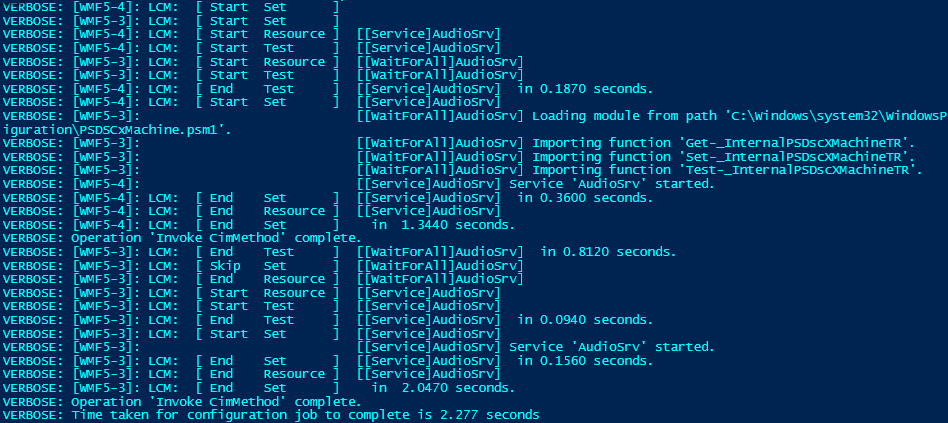 VERBOSE: [WMF5-4]: LCM:  [ Start  Set      ]
VERBOSE: [WMF5-3]: LCM:  [ Start  Set      ]
VERBOSE: [WMF5-4]: LCM:  [ Start  Resource ]  [[Service]AudioSrv]
VERBOSE: [WMF5-4]: LCM:  [ Start  Test     ]  [[Service]AudioSrv]
VERBOSE: [WMF5-3]: LCM:  [ Start  Resource ]  [[WaitForAll]AudioSrv]
VERBOSE: [WMF5-3]: LCM:  [ Start  Test     ]  [[WaitForAll]AudioSrv]
VERBOSE: [WMF5-4]: LCM:  [ End    Test     ]  [[Service]AudioSrv]  in 0.1870 seconds.
VERBOSE: [WMF5-4]: LCM:  [ Start  Set      ]  [[Service]AudioSrv]
VERBOSE: [WMF5-3]:                            [[WaitForAll]AudioSrv] Loading module from path 'C:\Windows\system32\WindowsP
iguration\PSDSCxMachine.psm1'.
VERBOSE: [WMF5-3]:                            [[WaitForAll]AudioSrv] Importing function 'Get-_InternalPSDscXMachineTR'.
VERBOSE: [WMF5-3]:                            [[WaitForAll]AudioSrv] Importing function 'Set-_InternalPSDscXMachineTR'.
VERBOSE: [WMF5-3]:                            [[WaitForAll]AudioSrv] Importing function 'Test-_InternalPSDscXMachineTR'.
VERBOSE: [WMF5-4]:                            [[Service]AudioSrv] Service 'AudioSrv' started.
VERBOSE: [WMF5-4]: LCM:  [ End    Set      ]  [[Service]AudioSrv]  in 0.3600 seconds.
VERBOSE: [WMF5-4]: LCM:  [ End    Resource ]  [[Service]AudioSrv]
VERBOSE: [WMF5-4]: LCM:  [ End    Set      ]    in  1.3440 seconds.
VERBOSE: Operation 'Invoke CimMethod' complete.
VERBOSE: [WMF5-3]: LCM:  [ End    Test     ]  [[WaitForAll]AudioSrv]  in 0.8120 seconds.
VERBOSE: [WMF5-3]: LCM:  [ Skip   Set      ]  [[WaitForAll]AudioSrv]
VERBOSE: [WMF5-3]: LCM:  [ End    Resource ]  [[WaitForAll]AudioSrv]
VERBOSE: [WMF5-3]: LCM:  [ Start  Resource ]  [[Service]AudioSrv]
VERBOSE: [WMF5-3]: LCM:  [ Start  Test     ]  [[Service]AudioSrv]
VERBOSE: [WMF5-3]: LCM:  [ End    Test     ]  [[Service]AudioSrv]  in 0.0940 seconds.
VERBOSE: [WMF5-3]: LCM:  [ Start  Set      ]  [[Service]AudioSrv]
VERBOSE: [WMF5-3]:                            [[Service]AudioSrv] Service 'AudioSrv' started.
VERBOSE: [WMF5-3]: LCM:  [ End    Set      ]  [[Service]AudioSrv]  in 0.1560 seconds.
VERBOSE: [WMF5-3]: LCM:  [ End    Resource ]  [[Service]AudioSrv]
VERBOSE: [WMF5-3]: LCM:  [ End    Set      ]    in  2.0470 seconds.
VERBOSE: Operation 'Invoke CimMethod' complete.
VERBOSE: Time taken for configuration job to complete is 2.277 seconds